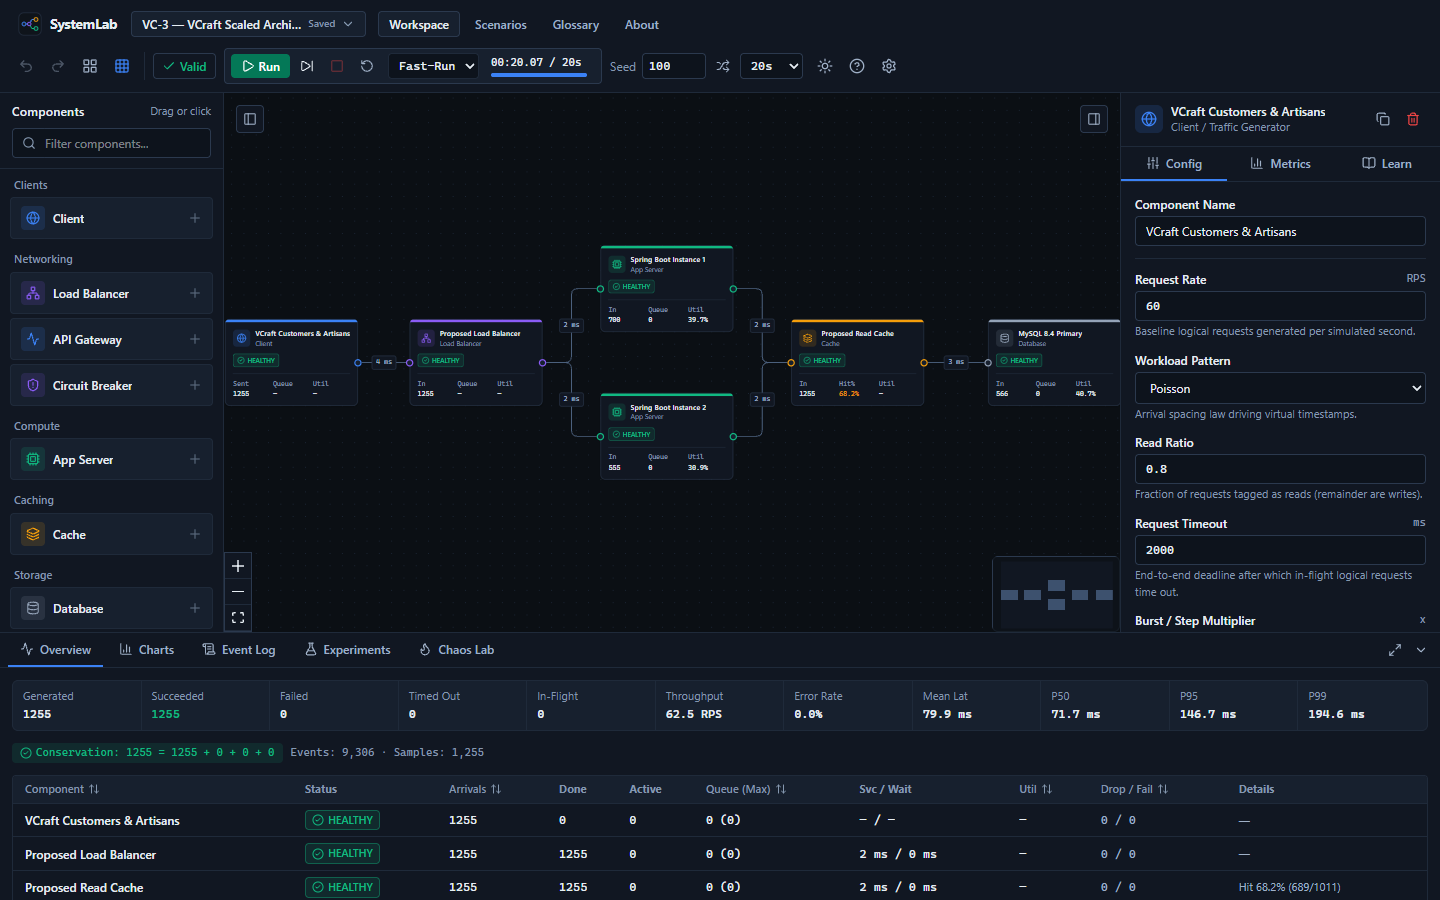 SystemLab
VC-3 — VCraft Scaled Archi... Saved
Workspace
Scenarios
Glossary
About
Valid
Run
Fast-Run
00:20.07 / 20s
Seed
100
20s
Components
Drag or click
Filter components...
Clients
Client
Networking
Load Balancer
API Gateway
Circuit Breaker
Compute
App Server
Caching
Cache
Storage
Database
VCraft Customers & Artisans
Client
HEALTHY
Sent Queue Util
1255 – –
4 ms
Proposed Load Balancer
Load Balancer
HEALTHY
In Queue Util
1255 – –
2 ms
2 ms
Spring Boot Instance 1
App Server
HEALTHY
In Queue Util
700 0 39.7%
Spring Boot Instance 2
App Server
HEALTHY
In Queue Util
555 0 30.9%
2 ms
2 ms
Proposed Read Cache
Cache
HEALTHY
In Hit% Util
1255 68.2% –
3 ms
MySQL 8.4 Primary
Database
HEALTHY
In Queue Util
566 0 40.7%
VCraft Customers & Artisans
Client / Traffic Generator
Config
Metrics
Learn
Component Name
VCraft Customers & Artisans
Request Rate RPS
60
Baseline logical requests generated per simulated second.
Workload Pattern
Poisson
Arrival spacing law driving virtual timestamps.
Read Ratio
0.8
Fraction of requests tagged as reads (remainder are writes).
Request Timeout ms
2000
End-to-end deadline after which in-flight logical requests
time out.
Burst / Step Multiplier x
Overview
Charts
Event Log
Experiments
Chaos Lab
Generated Succeeded Failed Timed Out In-Flight Throughput Error Rate Mean Lat P50 P95 P99
1255 1255 0 0 0 62.5 RPS 0.0% 79.9 ms 71.7 ms 146.7 ms 194.6 ms
Conservation: 1255 = 1255 + 0 + 0 + 0 Events: 9,306 · Samples: 1,255
Component Status Arrivals Done Active Queue (Max) Svc / Wait Util Drop / Fail Details
VCraft Customers & Artisans HEALTHY 1255 0 0 0 (0) – / – – 0 / 0 —
Proposed Load Balancer HEALTHY 1255 1255 0 0 (0) 2 ms / 0 ms – 0 / 0 —
Proposed Read Cache HEALTHY 1255 1255 0 0 (0) 2 ms / 0 ms – 0 / 0 Hit 68.2% (689/1011)